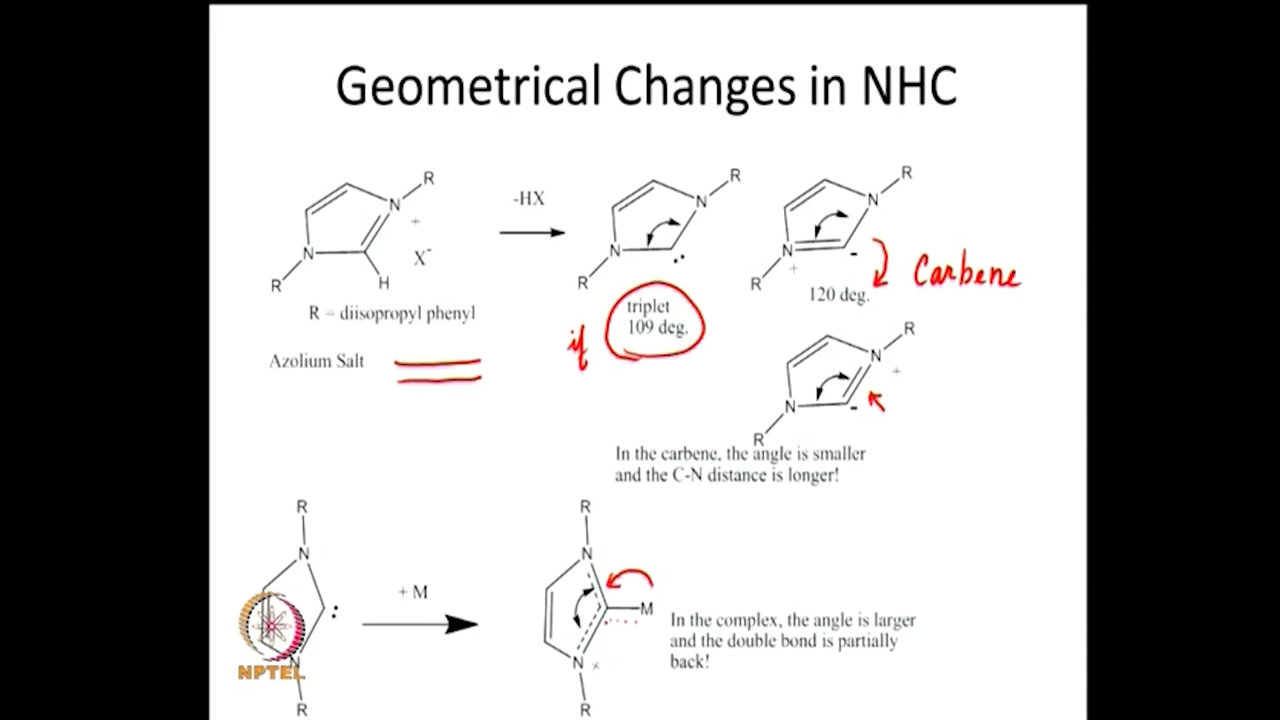 Geometrical Changes in NHC
R
N
+
X⁻
N
R
H
R = diisopropyl phenyl
Azolium Salt
-HX
R
N
N
R
if
triplet
109 deg.
R
N
N
+
-
R
120 deg.
Carbene
R
N
+
N
-
R
In the carbene, the angle is smaller
and the C-N distance is longer!
R
N
N
R
+ M
R
N
M
N
R
In the complex, the angle is larger
and the double bond is partially
back!
NPTEL